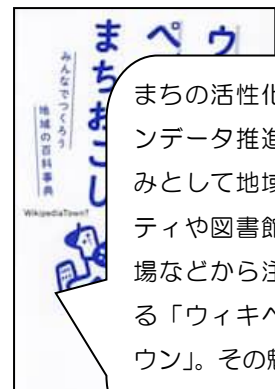 ウ
ペ
まちおこし
みんなでつくろう
地域の百科事典
WikipediaTown?
まちの活性化
ンデータ推進
みとして地域
ティや図書館
場などから注
る「ウィキペ
ウン」。その魅